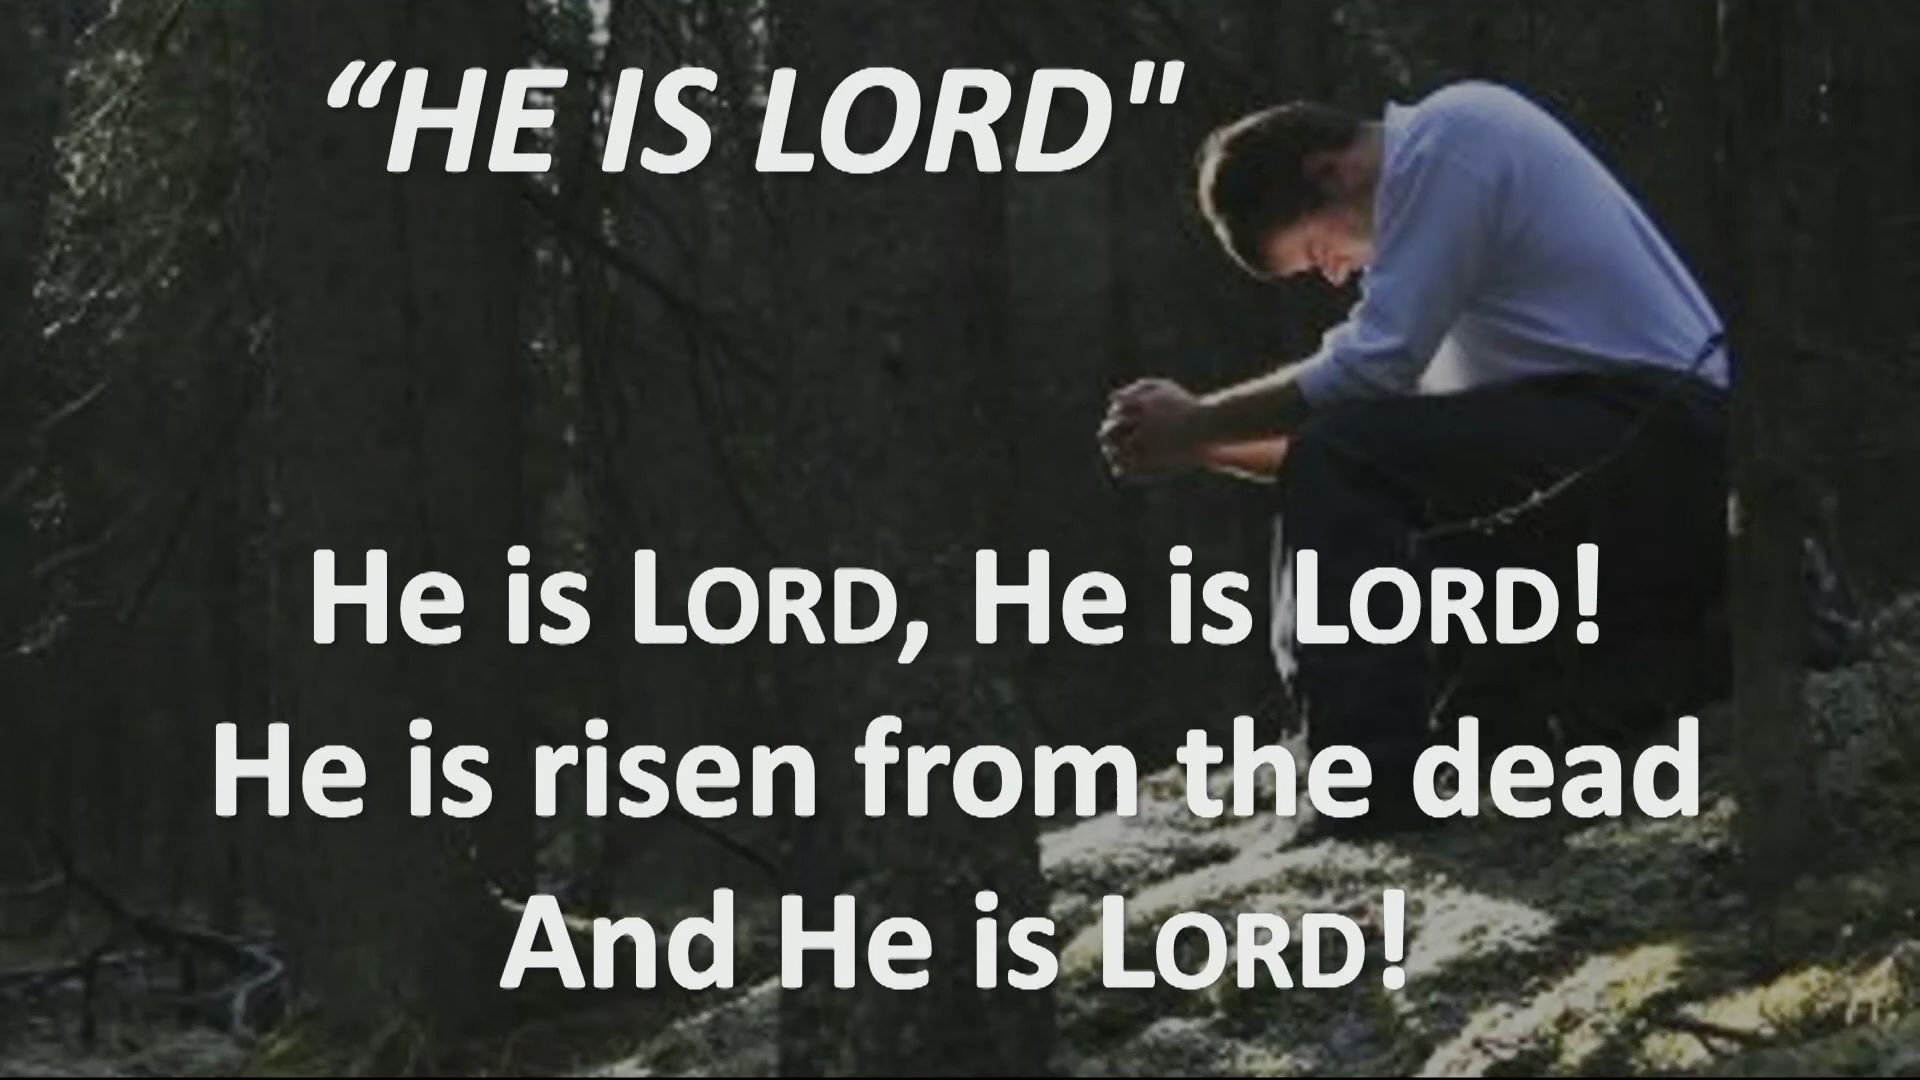 “HE IS LORD"
He is LORD, He is LORD!
He is risen from the dead
And He is LORD!